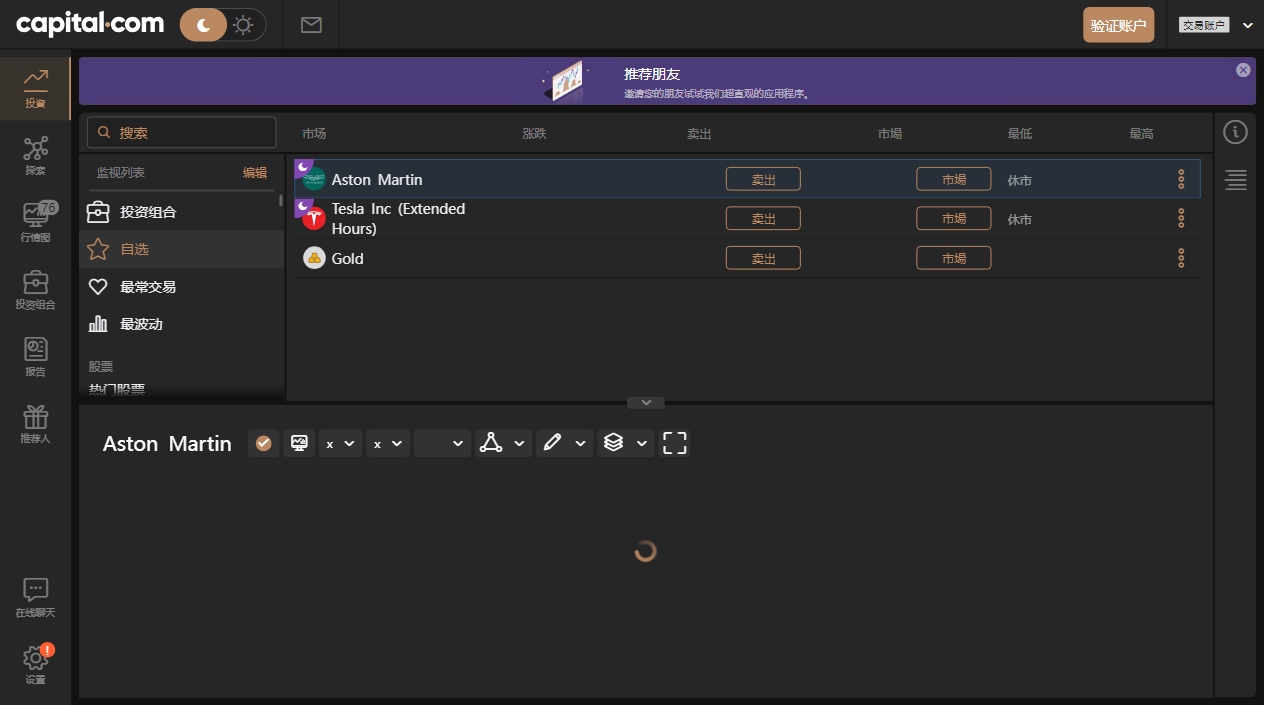 capital.com
验证账户
交易账户
投資
推荐朋友
邀请您的朋友试试我们超直观的应用程序。
搜索
市场
涨跌
卖出
市場
最低
最高
探索
监视列表
编辑
Aston Martin
卖出
市場
休市
76
行情图
投资组合
Tesla Inc (Extended
Hours)
卖出
市場
休市
自选
Gold
卖出
市場
投资组合
最常交易
最波动
报告
股票
热门股票
推荐人
Aston Martin
x
x
在线聊天
!
设置